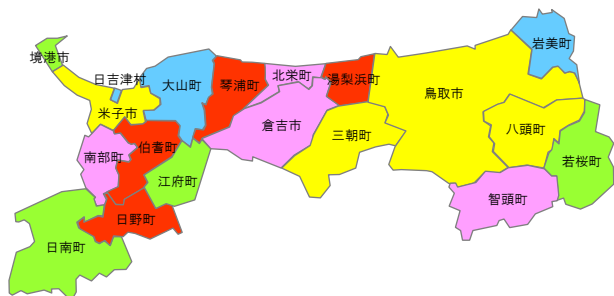 岩美町
境港市
日吉津村
大山町
琴浦町
北栄町
湯梨浜町
鳥取市
米子市
倉吉市
三朝町
八頭町
伯耆町
南部町
江府町
若桜町
智頭町
日野町
日南町